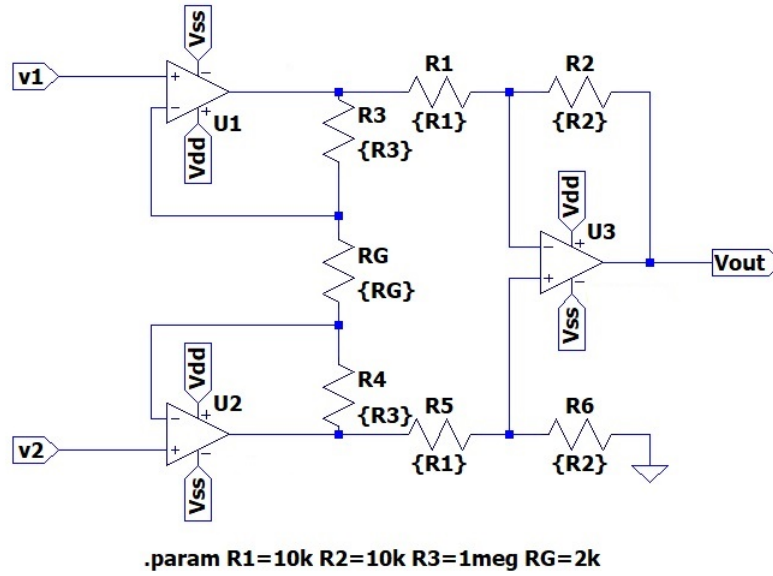 Vss
R1
R2
v1
+
−
−
+
U1
R3
{R1}
{R2}
Vdd
{R3}
Vdd
U3
+
RG
−
Vout
{RG}
+
−
Vss
Vdd
R4
U2
+
−
{R3}
R5
R6
v2
+
−
{R1}
{R2}
Vss
.param R1=10k R2=10k R3=1meg RG=2k